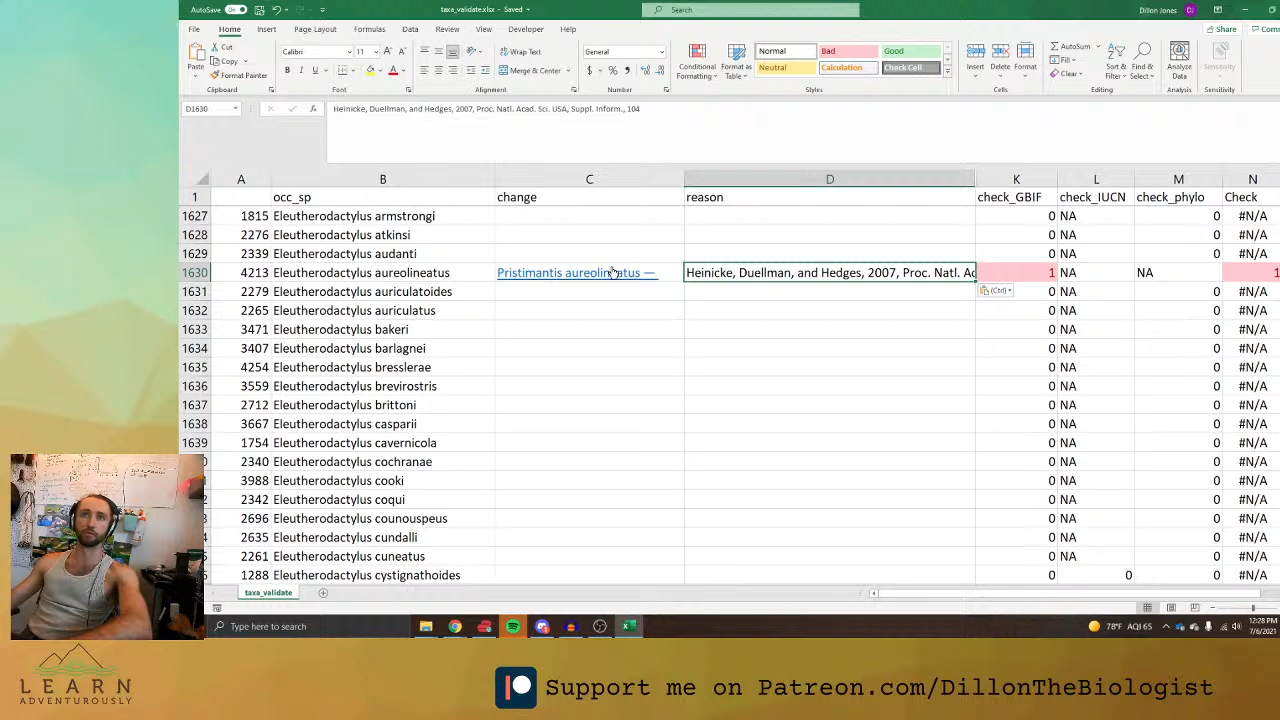 AutoSave On taxa_validate.xlsx - Saved Search Dillon Jones DJ
File Home Insert Page Layout Formulas Data Review View Developer Help Share Comm
Cut Copy Format Painter Paste Clipboard
Calibri 11 Font
Wrap Text Merge & Center Alignment
General Number
Conditional Formatting Format as Table
Normal Bad Good
Neutral Calculation Check Cell
Styles
Insert Delete Format Cells
AutoSum Fill Clear Sort & Filter Find & Select Editing
Analyze Data Analysis
Sensitivity Sensitivity
D1630 fx Heinicke, Duellman, and Hedges, 2007, Proc. Natl. Acad. Sci. USA, Suppl. Inform., 104
A B C D K L M N
1 occ_sp change reason check_GBIF check_IUCN check_phylo Check
1627 1815 Eleutherodactylus armstrongi 0 NA 0 #N/A
1628 2276 Eleutherodactylus atkinsi 0 NA 0 #N/A
1629 2339 Eleutherodactylus audanti 0 NA 0 #N/A
1630 4213 Eleutherodactylus aureolineatus Pristimantis aureolineatus — Heinicke, Duellman, and Hedges, 2007, Proc. Natl. Ac 1 NA NA 1
(Ctrl)
1631 2279 Eleutherodactylus auriculatoides 0 NA 0 #N/A
1632 2265 Eleutherodactylus auriculatus 0 NA 0 #N/A
1633 3471 Eleutherodactylus bakeri 0 NA 0 #N/A
1634 3407 Eleutherodactylus barlagnei 0 NA 0 #N/A
1635 4254 Eleutherodactylus bresslerae 0 NA 0 #N/A
1636 3559 Eleutherodactylus brevirostris 0 NA 0 #N/A
1637 2712 Eleutherodactylus brittoni 0 NA 0 #N/A
1638 3667 Eleutherodactylus casparii 0 NA 0 #N/A
1639 1754 Eleutherodactylus cavernicola 0 NA 0 #N/A
2340 Eleutherodactylus cochranae 0 NA 0 #N/A
3988 Eleutherodactylus cooki 0 NA 0 #N/A
2342 Eleutherodactylus coqui 0 NA 0 #N/A
2696 Eleutherodactylus counouspeus 0 NA 0 #N/A
2635 Eleutherodactylus cundalli 0 NA 0 #N/A
2261 Eleutherodactylus cuneatus 0 NA 0 #N/A
1288 Eleutherodactylus cystignathoides 0 0 0 #N/A
taxa_validate
Type here to search 78°F AQI 65 12:28 PM
7/6/2021
LEARN
ADVENTUROUSLY
Support me on Patreon.com/DillonTheBiologist